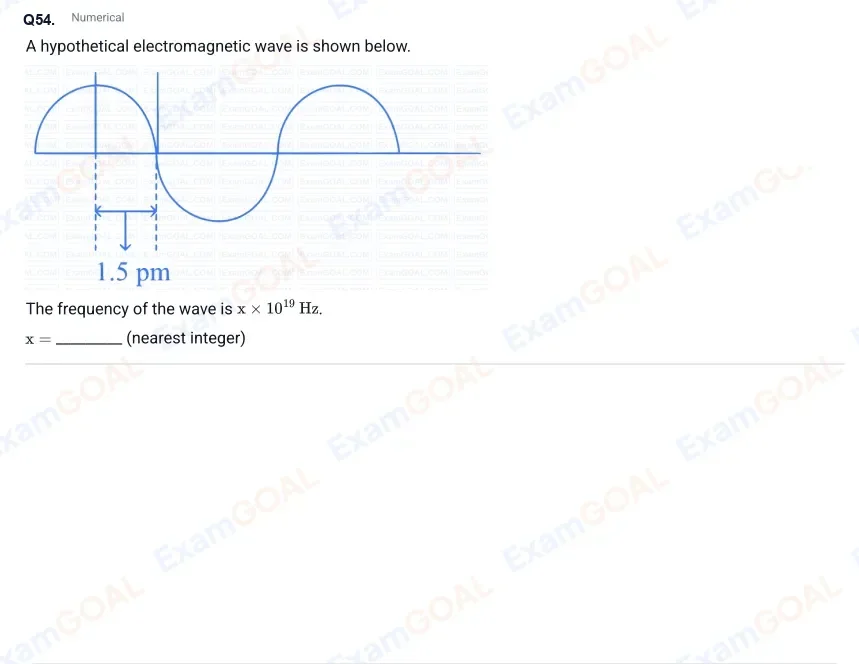 Q54. Numerical
A hypothetical electromagnetic wave is shown below.
1.5 pm
The frequency of the wave is x × 10¹⁹ Hz.
x = ________ (nearest integer)
ExamGOAL